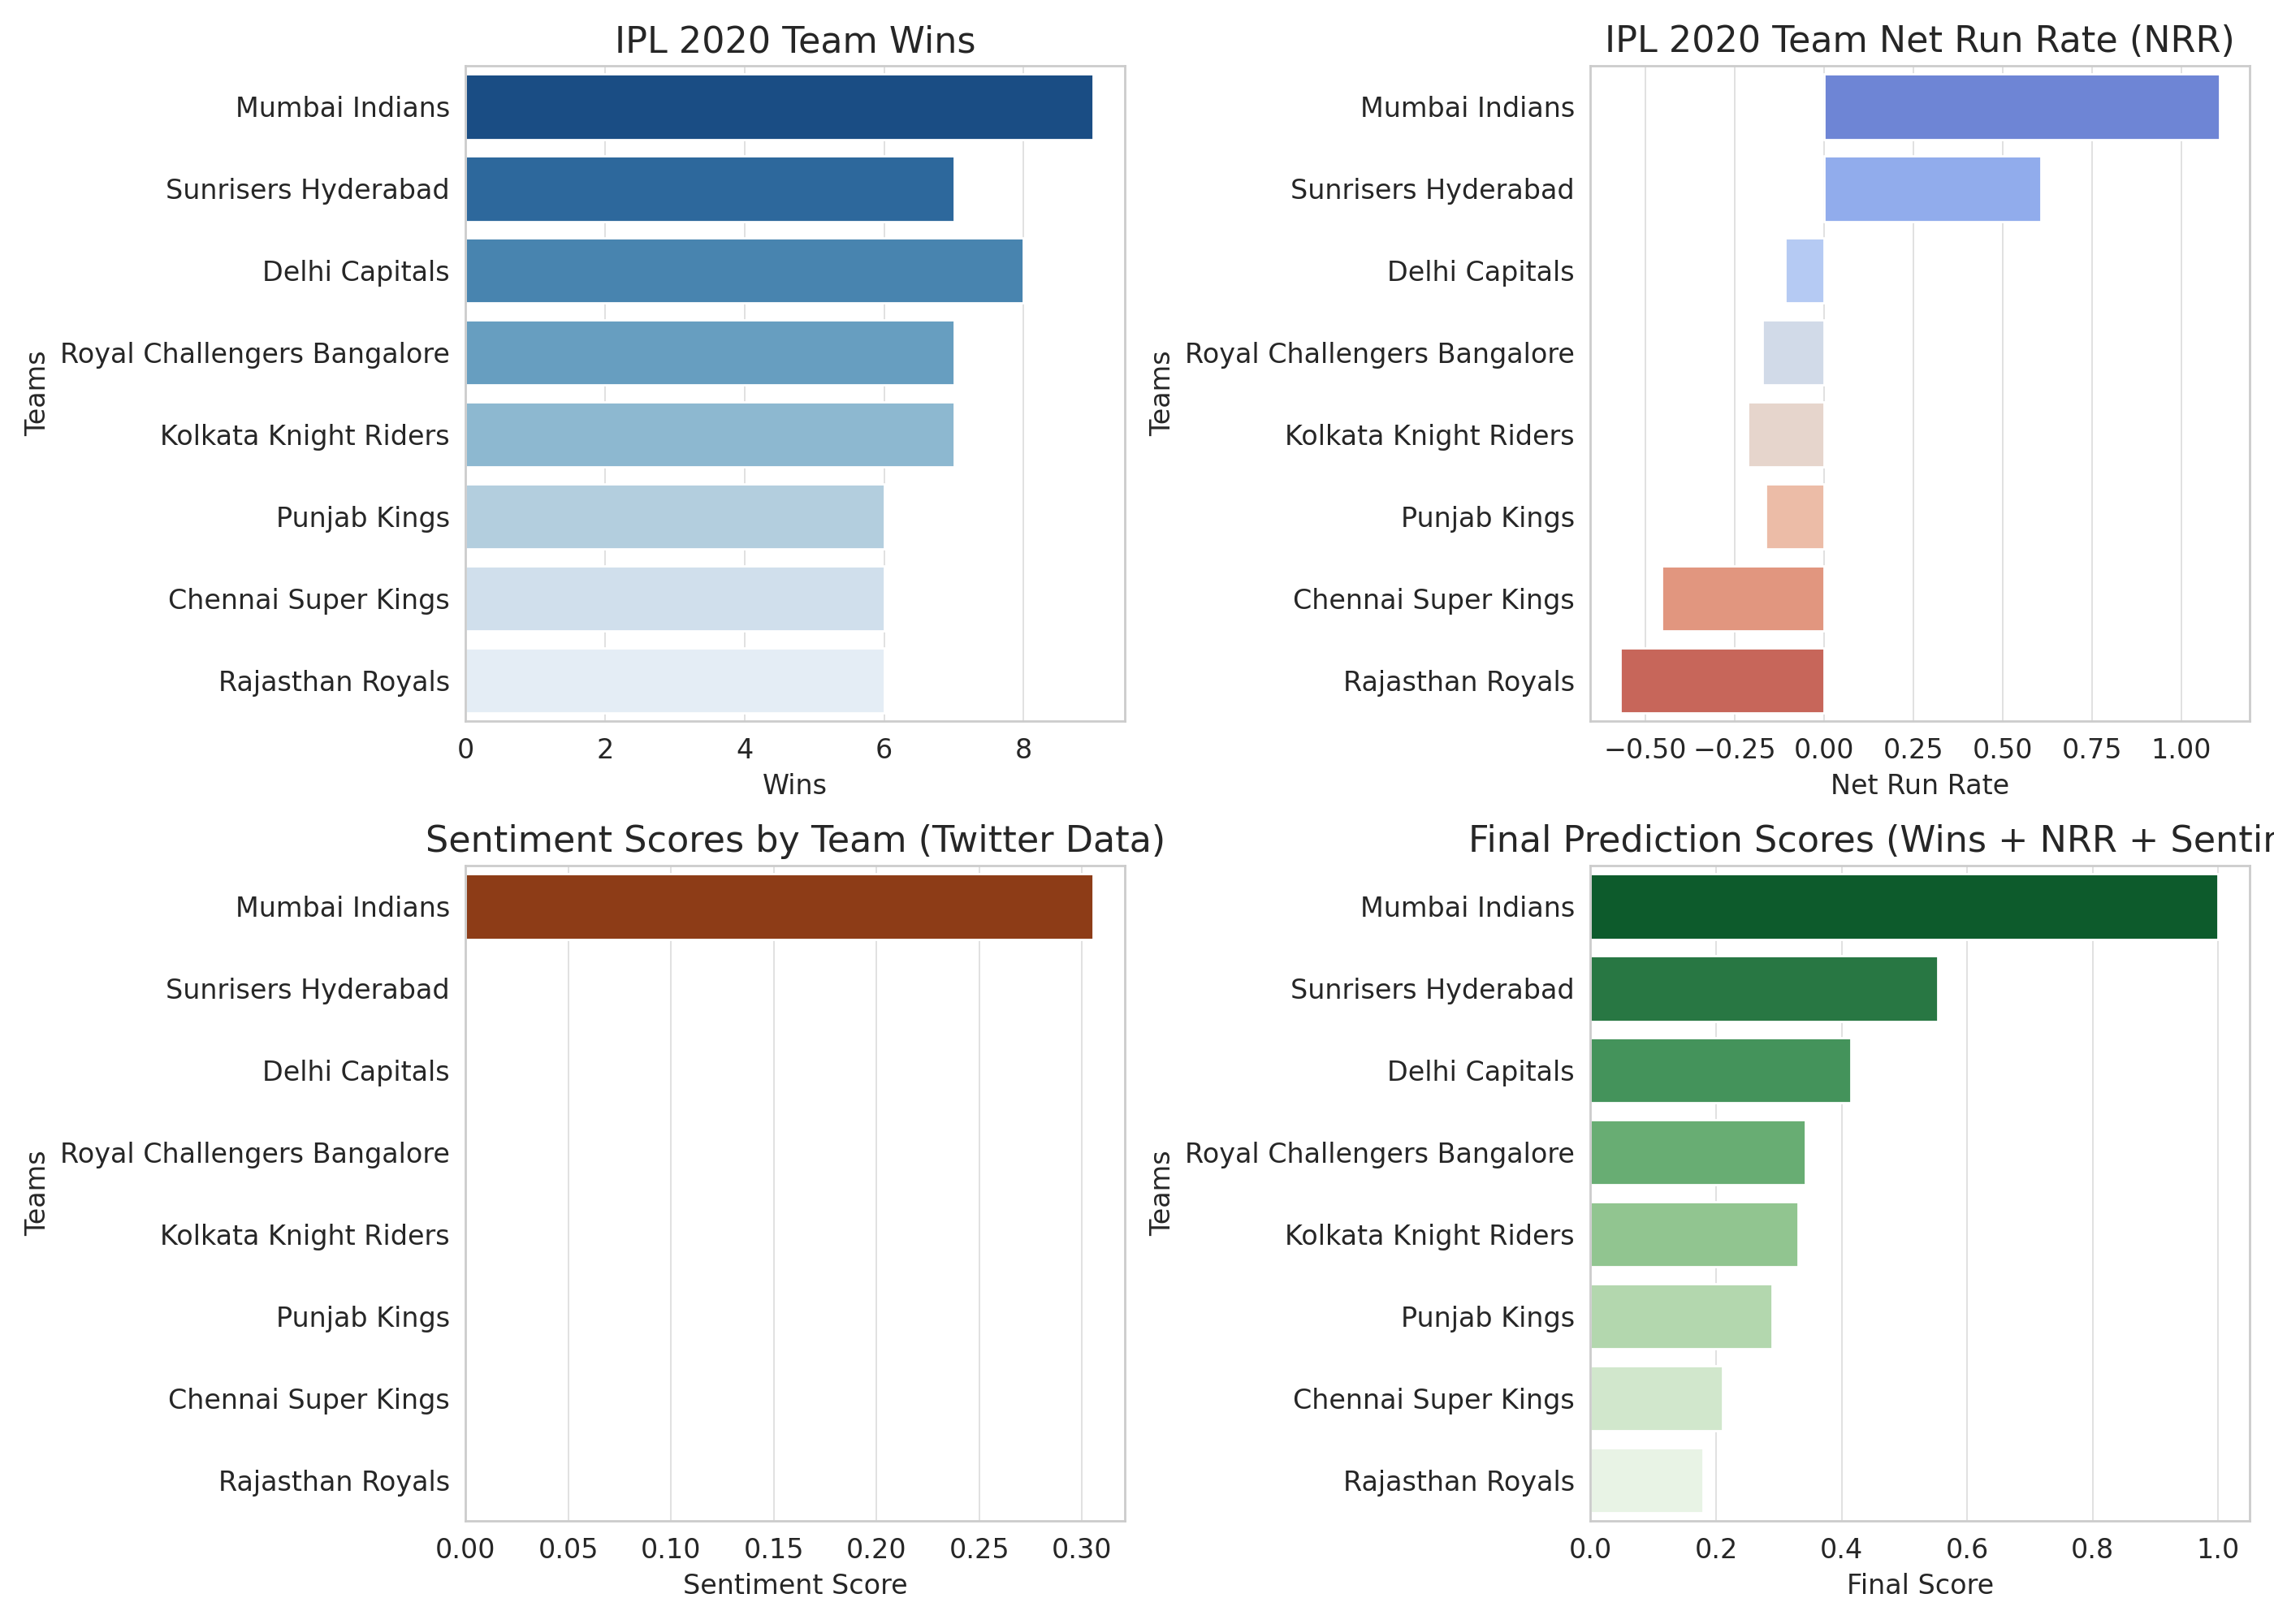 IPL 2020 Team Wins
Teams
Mumbai Indians
Sunrisers Hyderabad
Delhi Capitals
Royal Challengers Bangalore
Kolkata Knight Riders
Punjab Kings
Chennai Super Kings
Rajasthan Royals
0 2 4 6 8
Wins
IPL 2020 Team Net Run Rate (NRR)
Teams
Mumbai Indians
Sunrisers Hyderabad
Delhi Capitals
Royal Challengers Bangalore
Kolkata Knight Riders
Punjab Kings
Chennai Super Kings
Rajasthan Royals
−0.50 −0.25 0.00 0.25 0.50 0.75 1.00
Net Run Rate
Sentiment Scores by Team (Twitter Data)
Teams
Mumbai Indians
Sunrisers Hyderabad
Delhi Capitals
Royal Challengers Bangalore
Kolkata Knight Riders
Punjab Kings
Chennai Super Kings
Rajasthan Royals
0.00 0.05 0.10 0.15 0.20 0.25 0.30
Sentiment Score
Final Prediction Scores (Wins + NRR + Sentim
Teams
Mumbai Indians
Sunrisers Hyderabad
Delhi Capitals
Royal Challengers Bangalore
Kolkata Knight Riders
Punjab Kings
Chennai Super Kings
Rajasthan Royals
0.0 0.2 0.4 0.6 0.8 1.0
Final Score